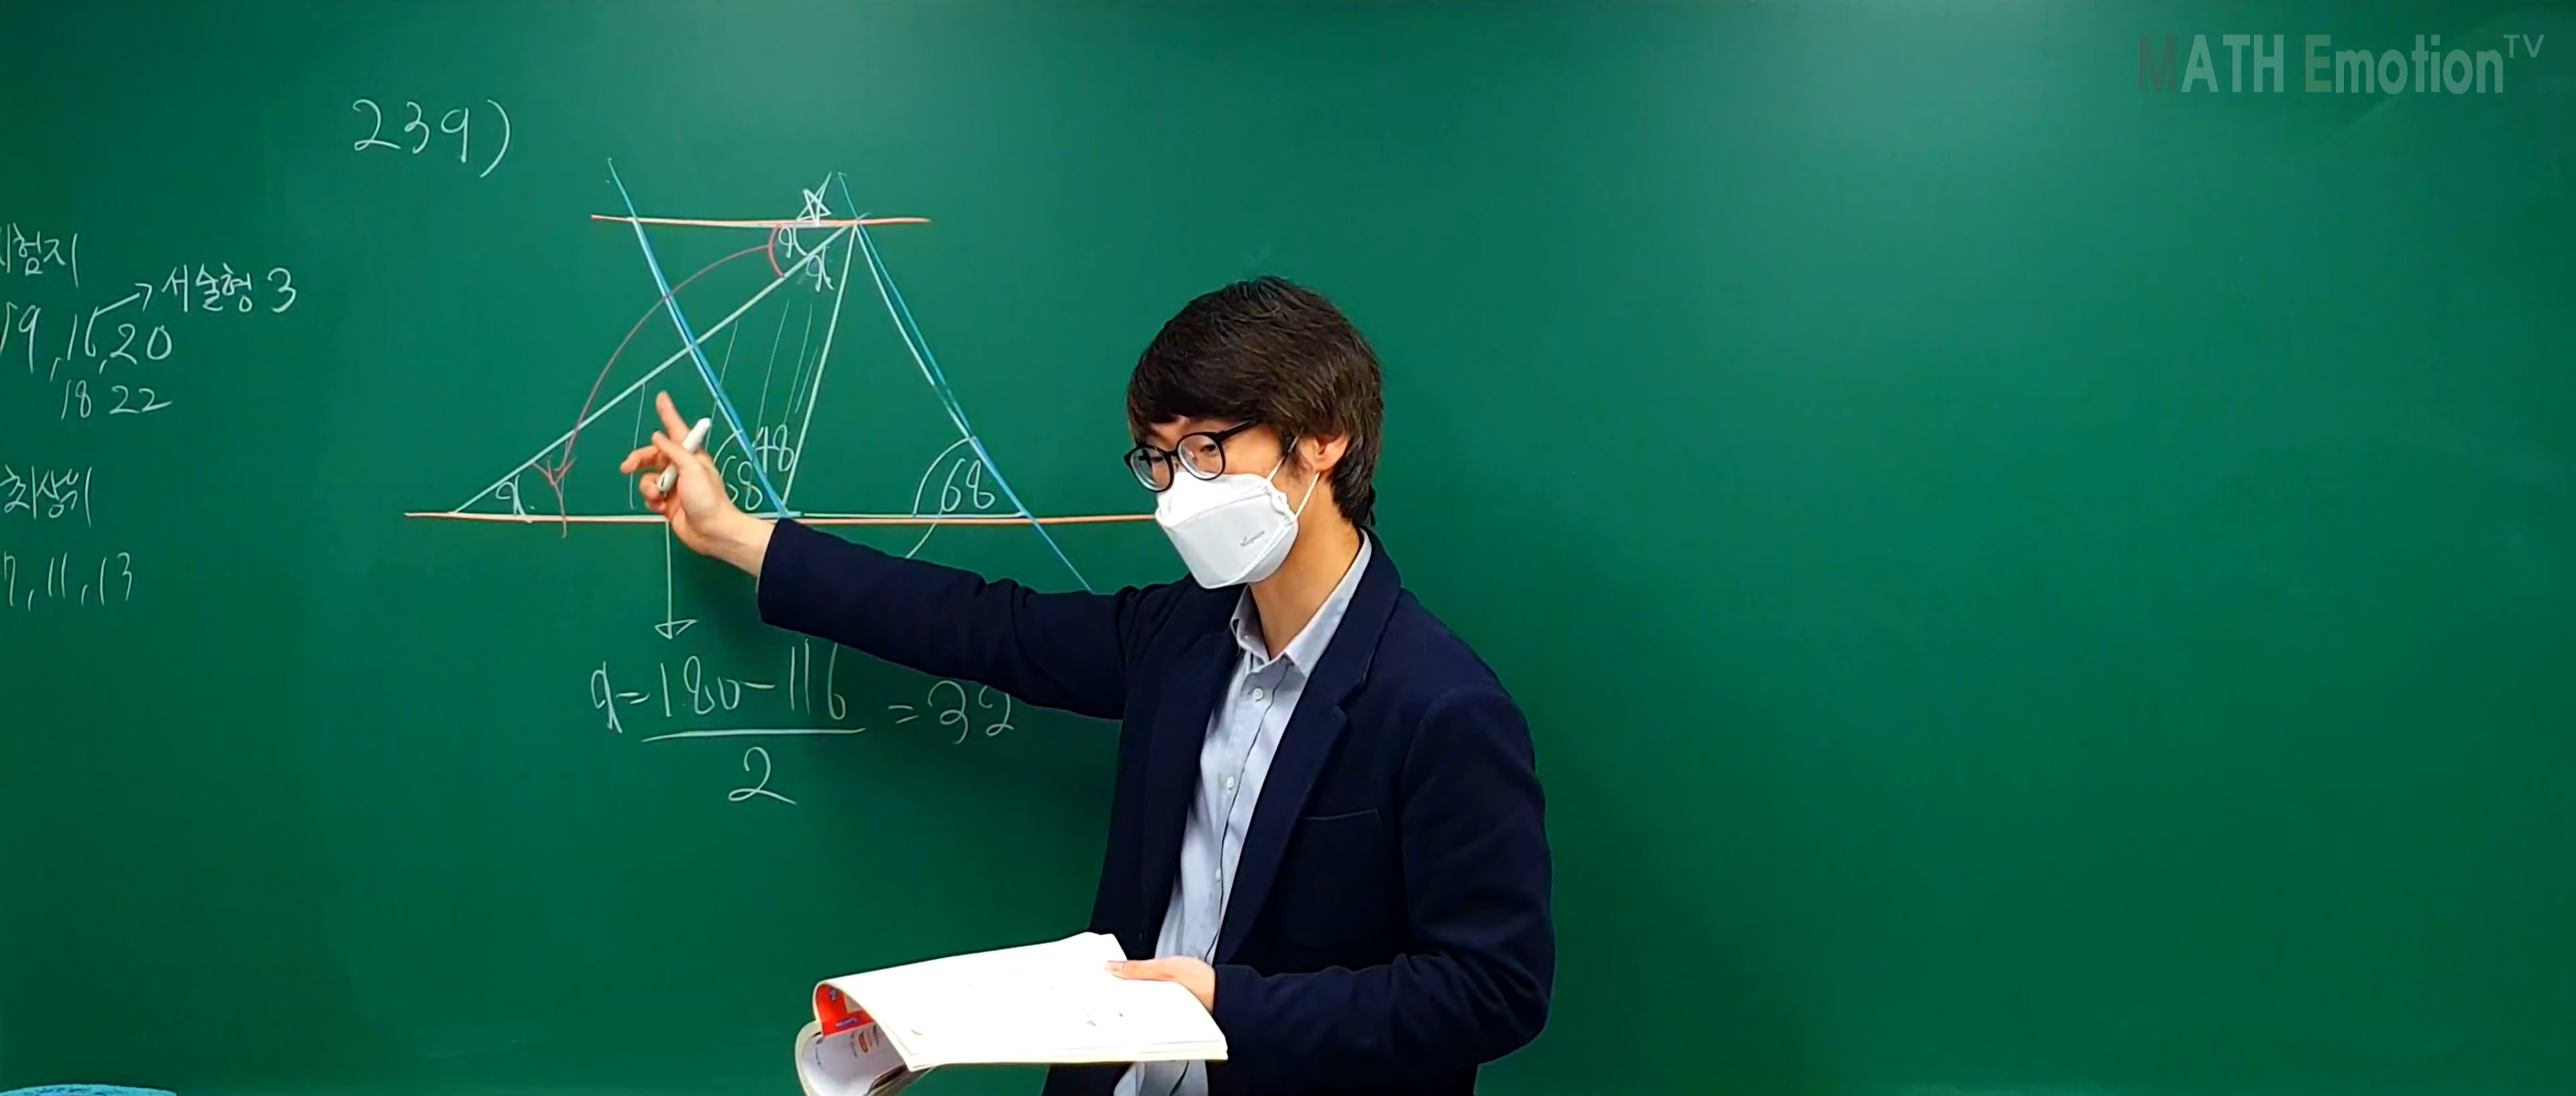 MATH Emotion TV
239)
시험지
19, 16, 20 → 서술형 3
18 22
최상위
7, 11, 13
x
x
x
68
48
68
x = 180 - 116 / 2 = 32